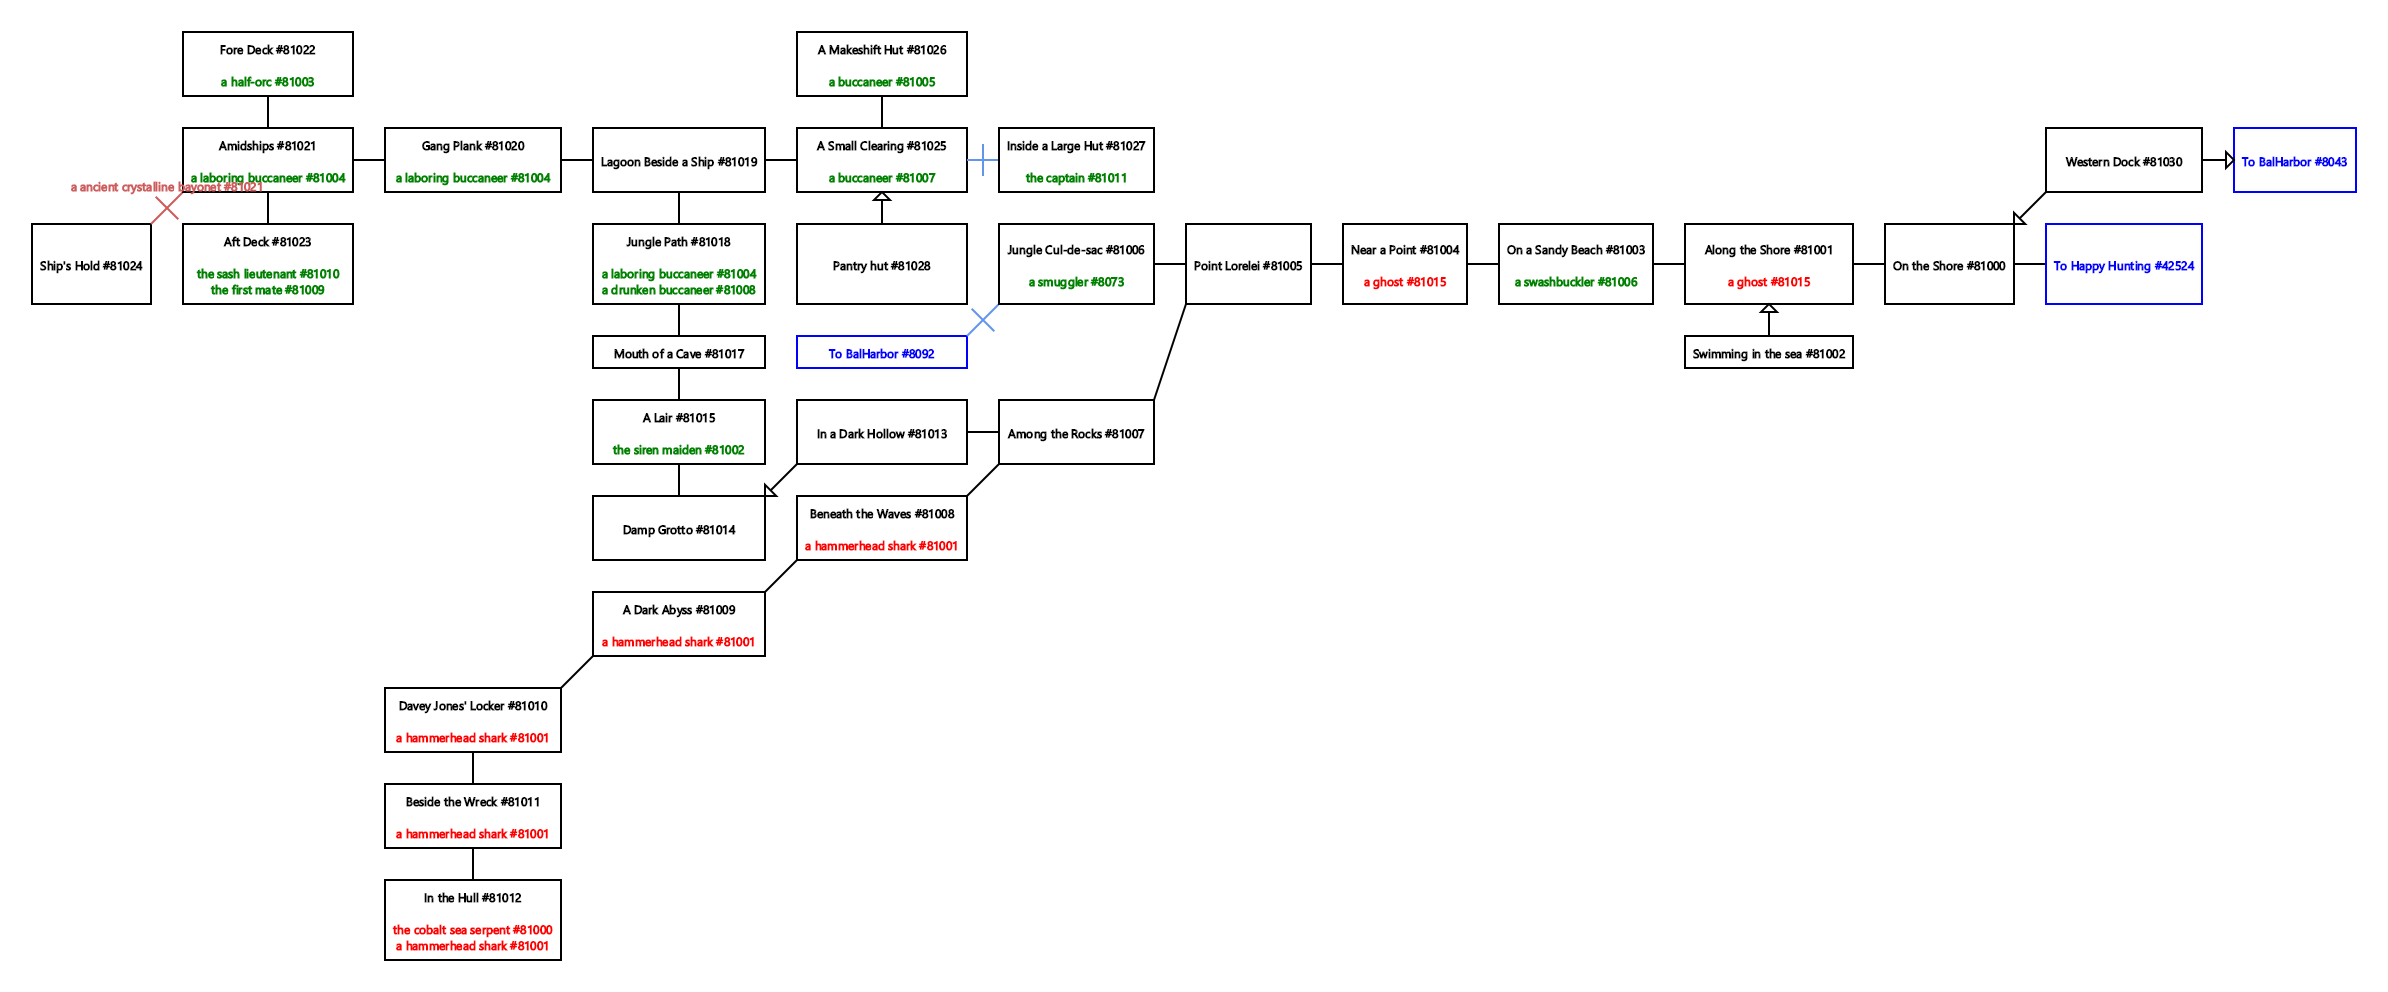 Fore Deck #81022
a half-orc #81003
A Makeshift Hut #81026
a buccaneer #81005
Amidships #81021
a laboring buccaneer #81004
Gang Plank #81020
a laboring buccaneer #81004
Lagoon Beside a Ship #81019
A Small Clearing #81025
a buccaneer #81007
Inside a Large Hut #81027
the captain #81011
Western Dock #81030
To BalHarbor #8043
a ancient crystalline bayonet #81021
Ship's Hold #81024
Aft Deck #81023
the sash lieutenant #81010
the first mate #81009
Jungle Path #81018
a laboring buccaneer #81004
a drunken buccaneer #81008
Pantry hut #81028
Jungle Cul-de-sac #81006
a smuggler #8073
Point Lorelei #81005
Near a Point #81004
a ghost #81015
On a Sandy Beach #81003
a swashbuckler #81006
Along the Shore #81001
a ghost #81015
On the Shore #81000
To Happy Hunting #42524
Mouth of a Cave #81017
To BalHarbor #8092
Swimming in the sea #81002
A Lair #81015
the siren maiden #81002
In a Dark Hollow #81013
Among the Rocks #81007
Damp Grotto #81014
Beneath the Waves #81008
a hammerhead shark #81001
A Dark Abyss #81009
a hammerhead shark #81001
Davey Jones' Locker #81010
a hammerhead shark #81001
Beside the Wreck #81011
a hammerhead shark #81001
In the Hull #81012
the cobalt sea serpent #81000
a hammerhead shark #81001